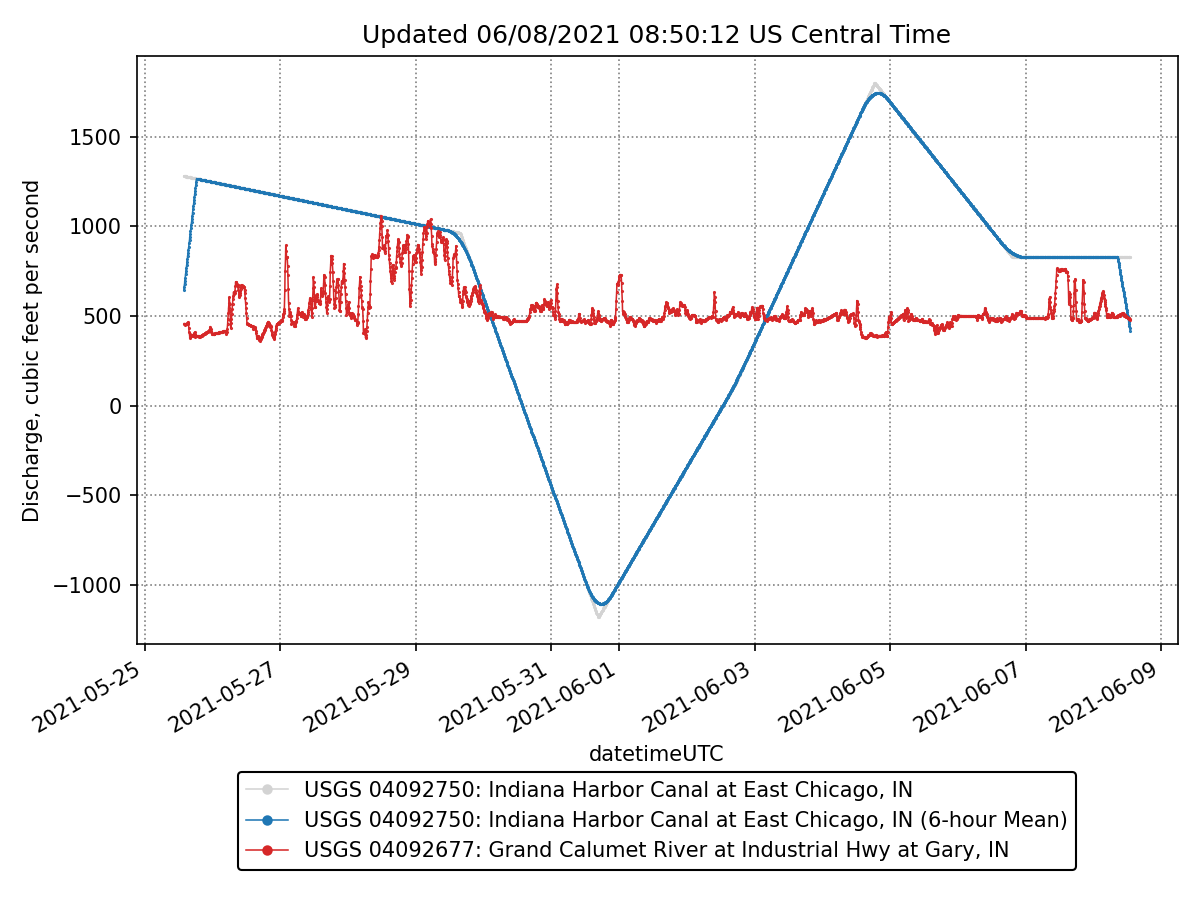 Updated 06/08/2021 08:50:12 US Central Time
Discharge, cubic feet per second
1500
1000
500
0
−500
−1000
2021-05-25
2021-05-27
2021-05-29
2021-05-31
2021-06-01
2021-06-03
2021-06-05
2021-06-07
2021-06-09
datetimeUTC
USGS 04092750: Indiana Harbor Canal at East Chicago, IN
USGS 04092750: Indiana Harbor Canal at East Chicago, IN (6-hour Mean)
USGS 04092677: Grand Calumet River at Industrial Hwy at Gary, IN